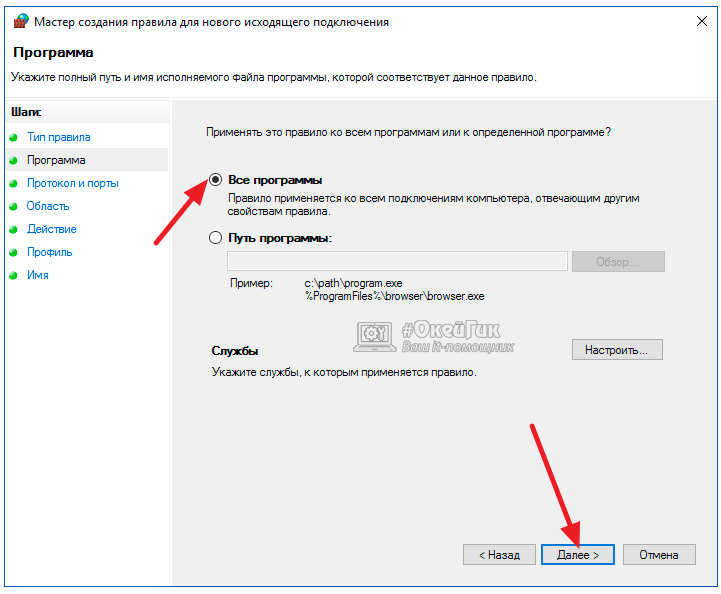 Мастер создания правила для нового исходящего подключения
Программа
Укажите полный путь и имя исполняемого файла программы, которой соответствует данное правило.
Шаги:
Тип правила
Программа
Протокол и порты
Область
Действие
Профиль
Имя
Применять это правило ко всем программам или к определенной программе?
Все программы
Правило применяется ко всем подключениям компьютера, отвечающим другим
свойствам правила.
Путь программы:
Обзор...
Пример:
c:\path\program.exe
%ProgramFiles%\browser\browser.exe
#ОкейГик
Ваш it-помощник
Службы
Настроить...
Укажите службы, к которым применяется правило.
< Назад
Далее >
Отмена